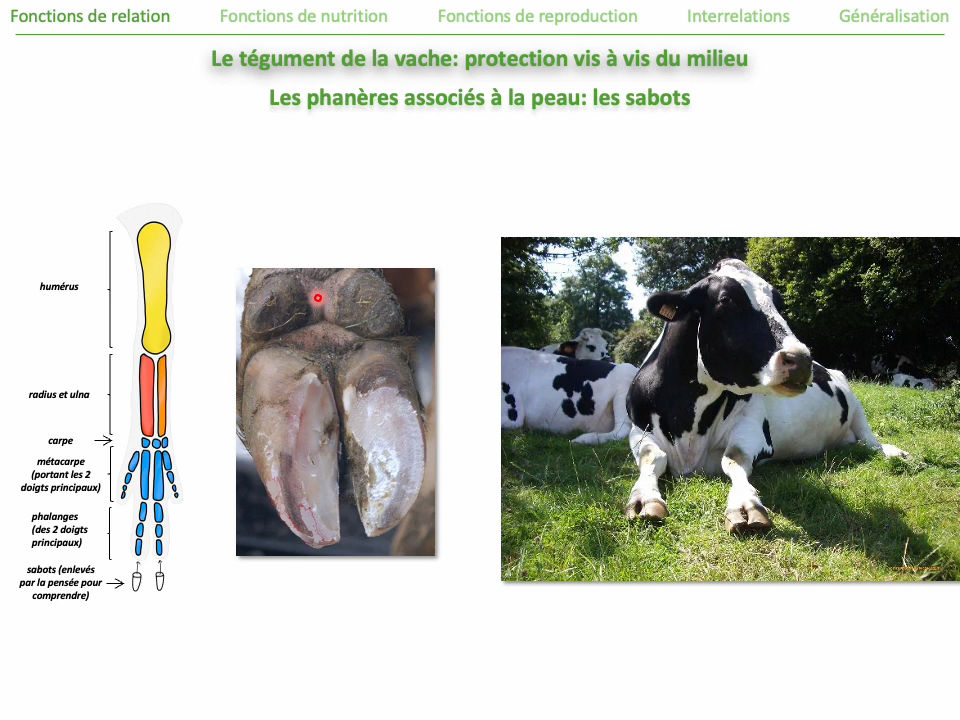 Fonctions de relation Fonctions de nutrition Fonctions de reproduction Interrelations Généralisation
Le tégument de la vache: protection vis à vis du milieu
Les phanères associés à la peau: les sabots
humérus
radius et ulna
carpe
métacarpe
(portant les 2
doigts principaux)
phalanges
(des 2 doigts
principaux)
sabots (enlevés
par la pensée pour
comprendre)